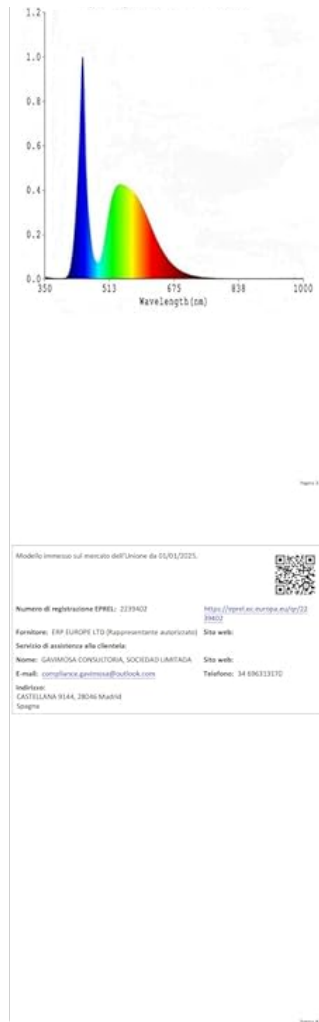 1.2
1.0
0.8
0.6
0.4
0.2
0.0
350 513 675 838 1000
Wavelength(nm)
Pagina 3
Modello immesso sul mercato dell'Unione da 01/01/2025.
Numero di registrazione EPREL: 2239402 https://eprel.ec.europa.eu/qr/22
39402
Fornitore: ERP EUROPE LTD (Rappresentante autorizzato) Sito web:
Servizio di assistenza alla clientela:
Nome: GAVIMOSA CONSULTORIA, SOCIEDAD LIMITADA Sito web:
E-mail: compliance.gavimosa@outlook.com Telefono: 34 696313170
Indirizzo:
CASTELLANA 9144, 28046 Madrid
Spagna